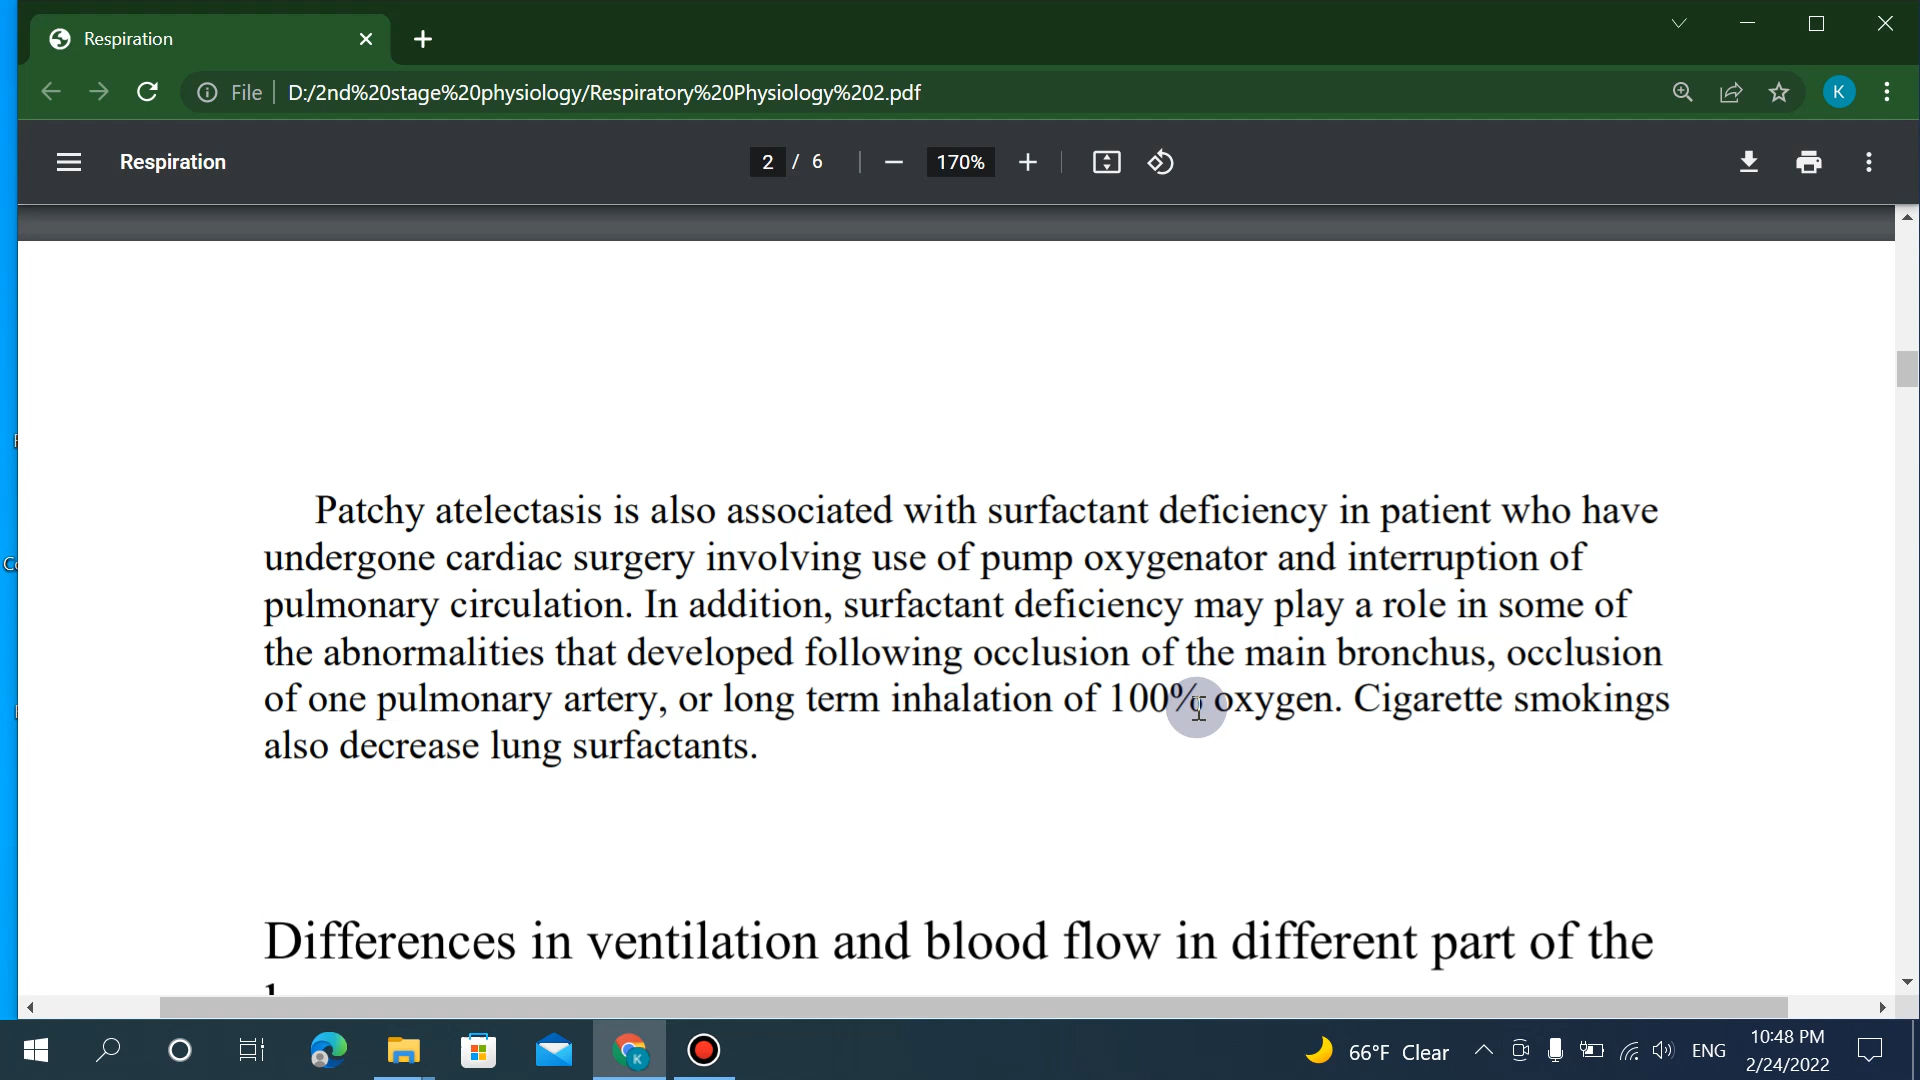 Respiration
File
D:/2nd%20stage%20physiology/Respiratory%20Physiology%202.pdf
K
Respiration
2 / 6
170%
Patchy atelectasis is also associated with surfactant deficiency in patient who have
undergone cardiac surgery involving use of pump oxygenator and interruption of
pulmonary circulation. In addition, surfactant deficiency may play a role in some of
the abnormalities that developed following occlusion of the main bronchus, occlusion
of one pulmonary artery, or long term inhalation of 100% oxygen. Cigarette smokings
also decrease lung surfactants.
Differences in ventilation and blood flow in different part of the
K
66°F Clear
ENG
10:48 PM
2/24/2022